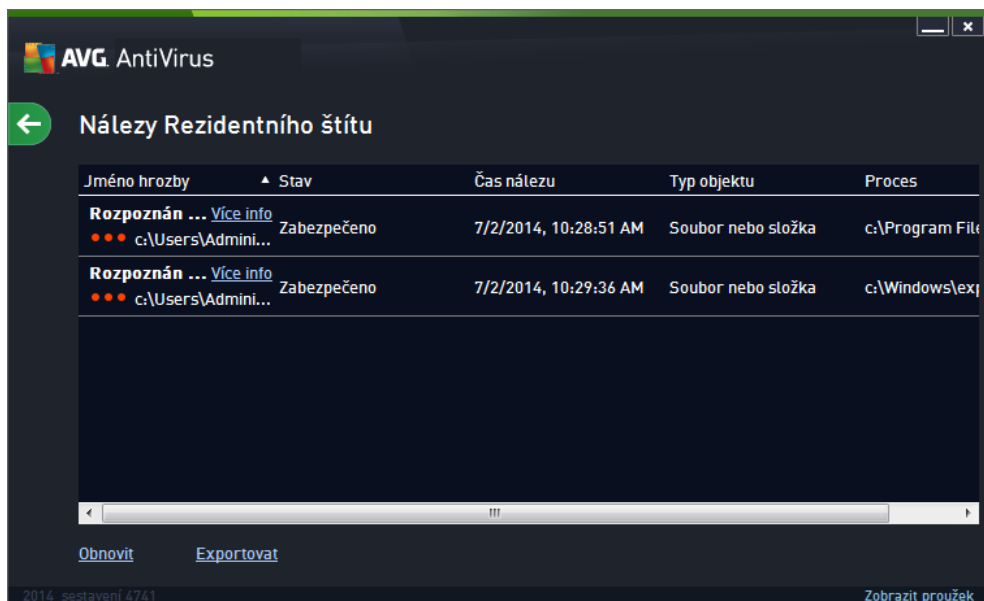 AVG. AntiVirus
Nálezy Rezidentního štítu
Jméno hrozby Stav Čas nálezu Typ objektu Proces
Rozpoznán ... Více info
c:\Users\Admini... Zabezpečeno 7/2/2014, 10:28:51 AM Soubor nebo složka c:\Program File
Rozpoznán ... Více info
c:\Users\Admini... Zabezpečeno 7/2/2014, 10:29:36 AM Soubor nebo složka c:\Windows\exp
Obnovit Exportovat
2014 sestavení 4741 Zobrazit proužek